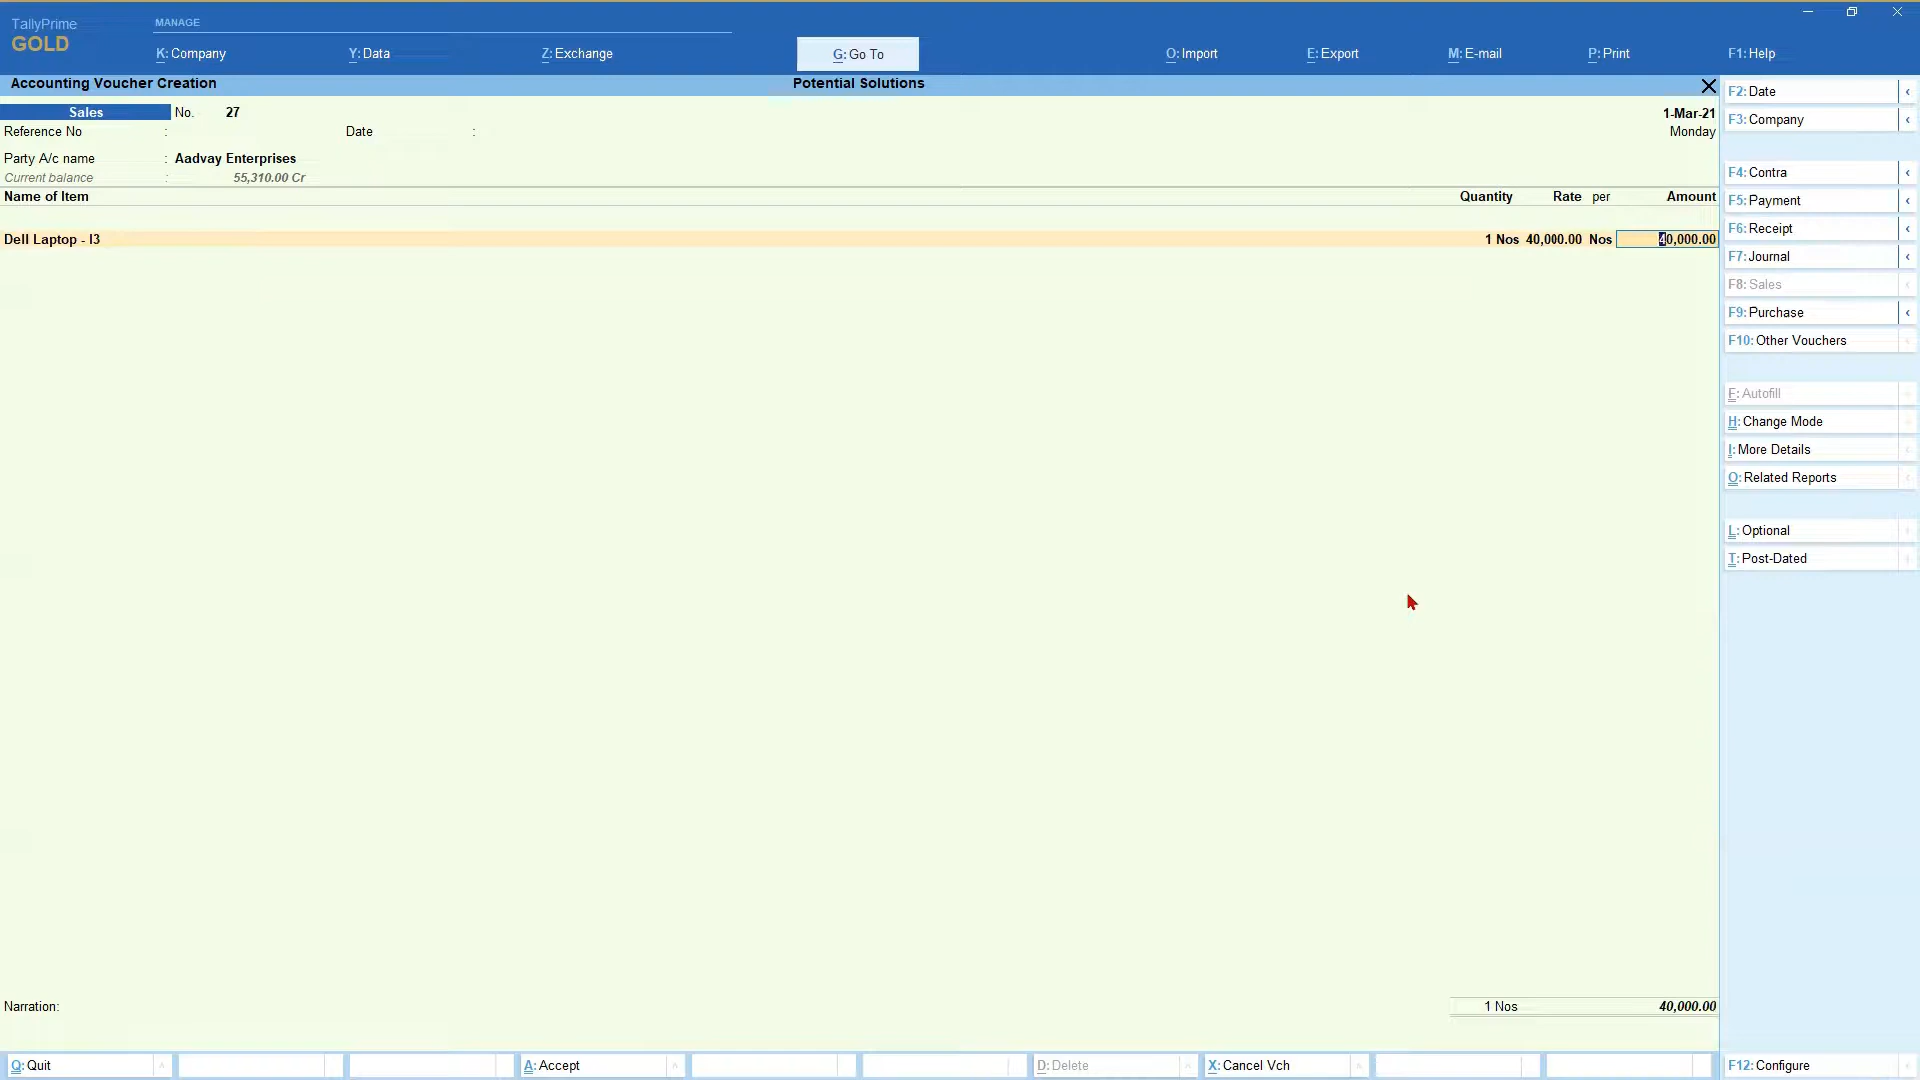 TallyPrime
GOLD
MANAGE
K: Company
Y: Data
Z: Exchange
G: Go To
O: Import
E: Export
M: E-mail
P: Print
F1: Help
Accounting Voucher Creation
Potential Solutions
Sales
No. 27
1-Mar-21
Reference No :
Date :
Monday
Party A/c name : Aadvay Enterprises
Current balance : 55,310.00 Cr
Name of Item Quantity Rate per Amount
Dell Laptop - I3 1 Nos 40,000.00 Nos 40,000.00
Narration:
1 Nos 40,000.00
F2: Date
F3: Company
F4: Contra
F5: Payment
F6: Receipt
F7: Journal
F8: Sales
F9: Purchase
F10: Other Vouchers
F: Autofill
H: Change Mode
I: More Details
O: Related Reports
L: Optional
T: Post-Dated
Q: Quit
A: Accept
D: Delete
X: Cancel Vch
F12: Configure